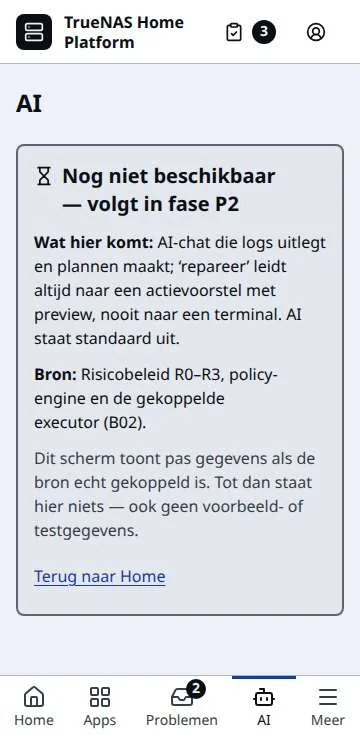 TrueNAS Home
Platform
3
AI
Nog niet beschikbaar
— volgt in fase P2
Wat hier komt: AI-chat die logs uitlegt
en plannen maakt; ‘repareer’ leidt
altijd naar een actievoorstel met
preview, nooit naar een terminal. AI
staat standaard uit.
Bron: Risicobeleid R0–R3, policy-
engine en de gekoppelde
executor (B02).
Dit scherm toont pas gegevens als de
bron echt gekoppeld is. Tot dan staat
hier niets — ook geen voorbeeld- of
testgegevens.
Terug naar Home
2
Home Apps Problemen AI Meer